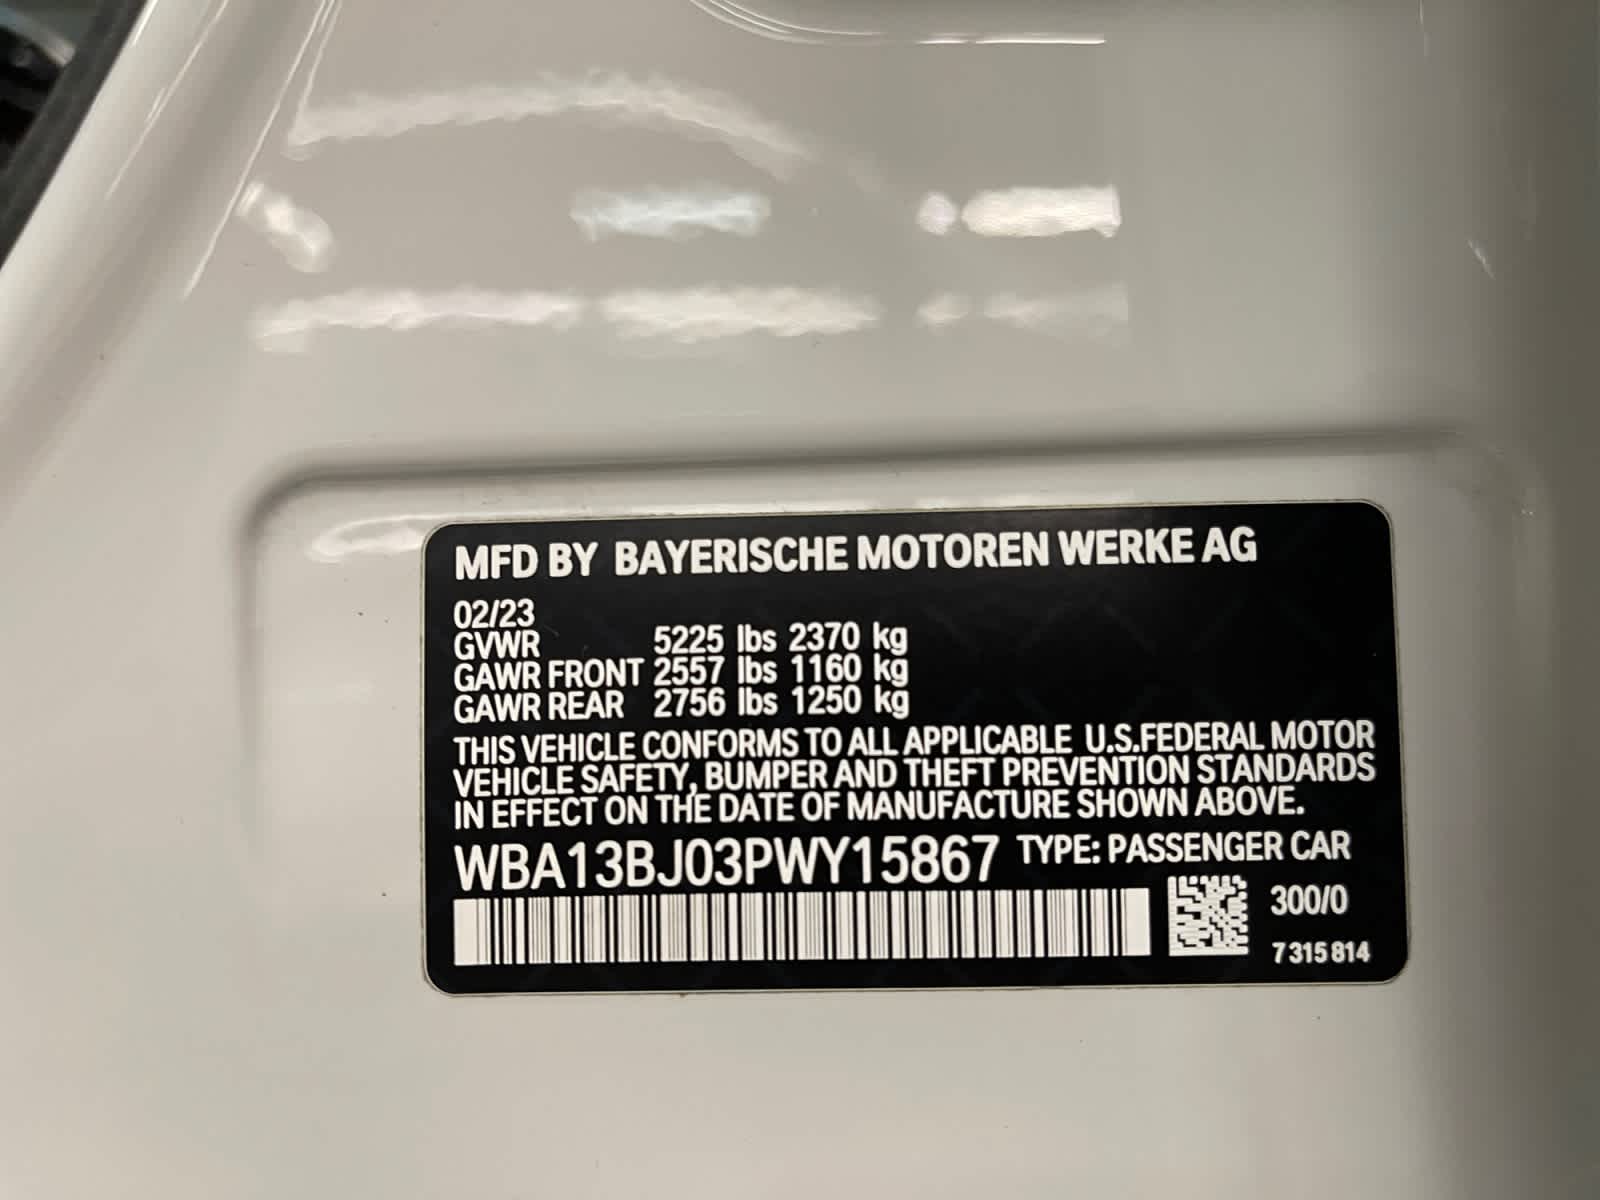 MFD BY BAYERISCHE MOTOREN WERKE AG
02/23
GVWR 5225 lbs 2370 kg
GAWR FRONT 2557 lbs 1160 kg
GAWR REAR 2756 lbs 1250 kg
THIS VEHICLE CONFORMS TO ALL APPLICABLE U.S.FEDERAL MOTOR
VEHICLE SAFETY, BUMPER AND THEFT PREVENTION STANDARDS
IN EFFECT ON THE DATE OF MANUFACTURE SHOWN ABOVE.
WBA13BJ03PWY15867 TYPE: PASSENGER CAR
300/0
7 315 814